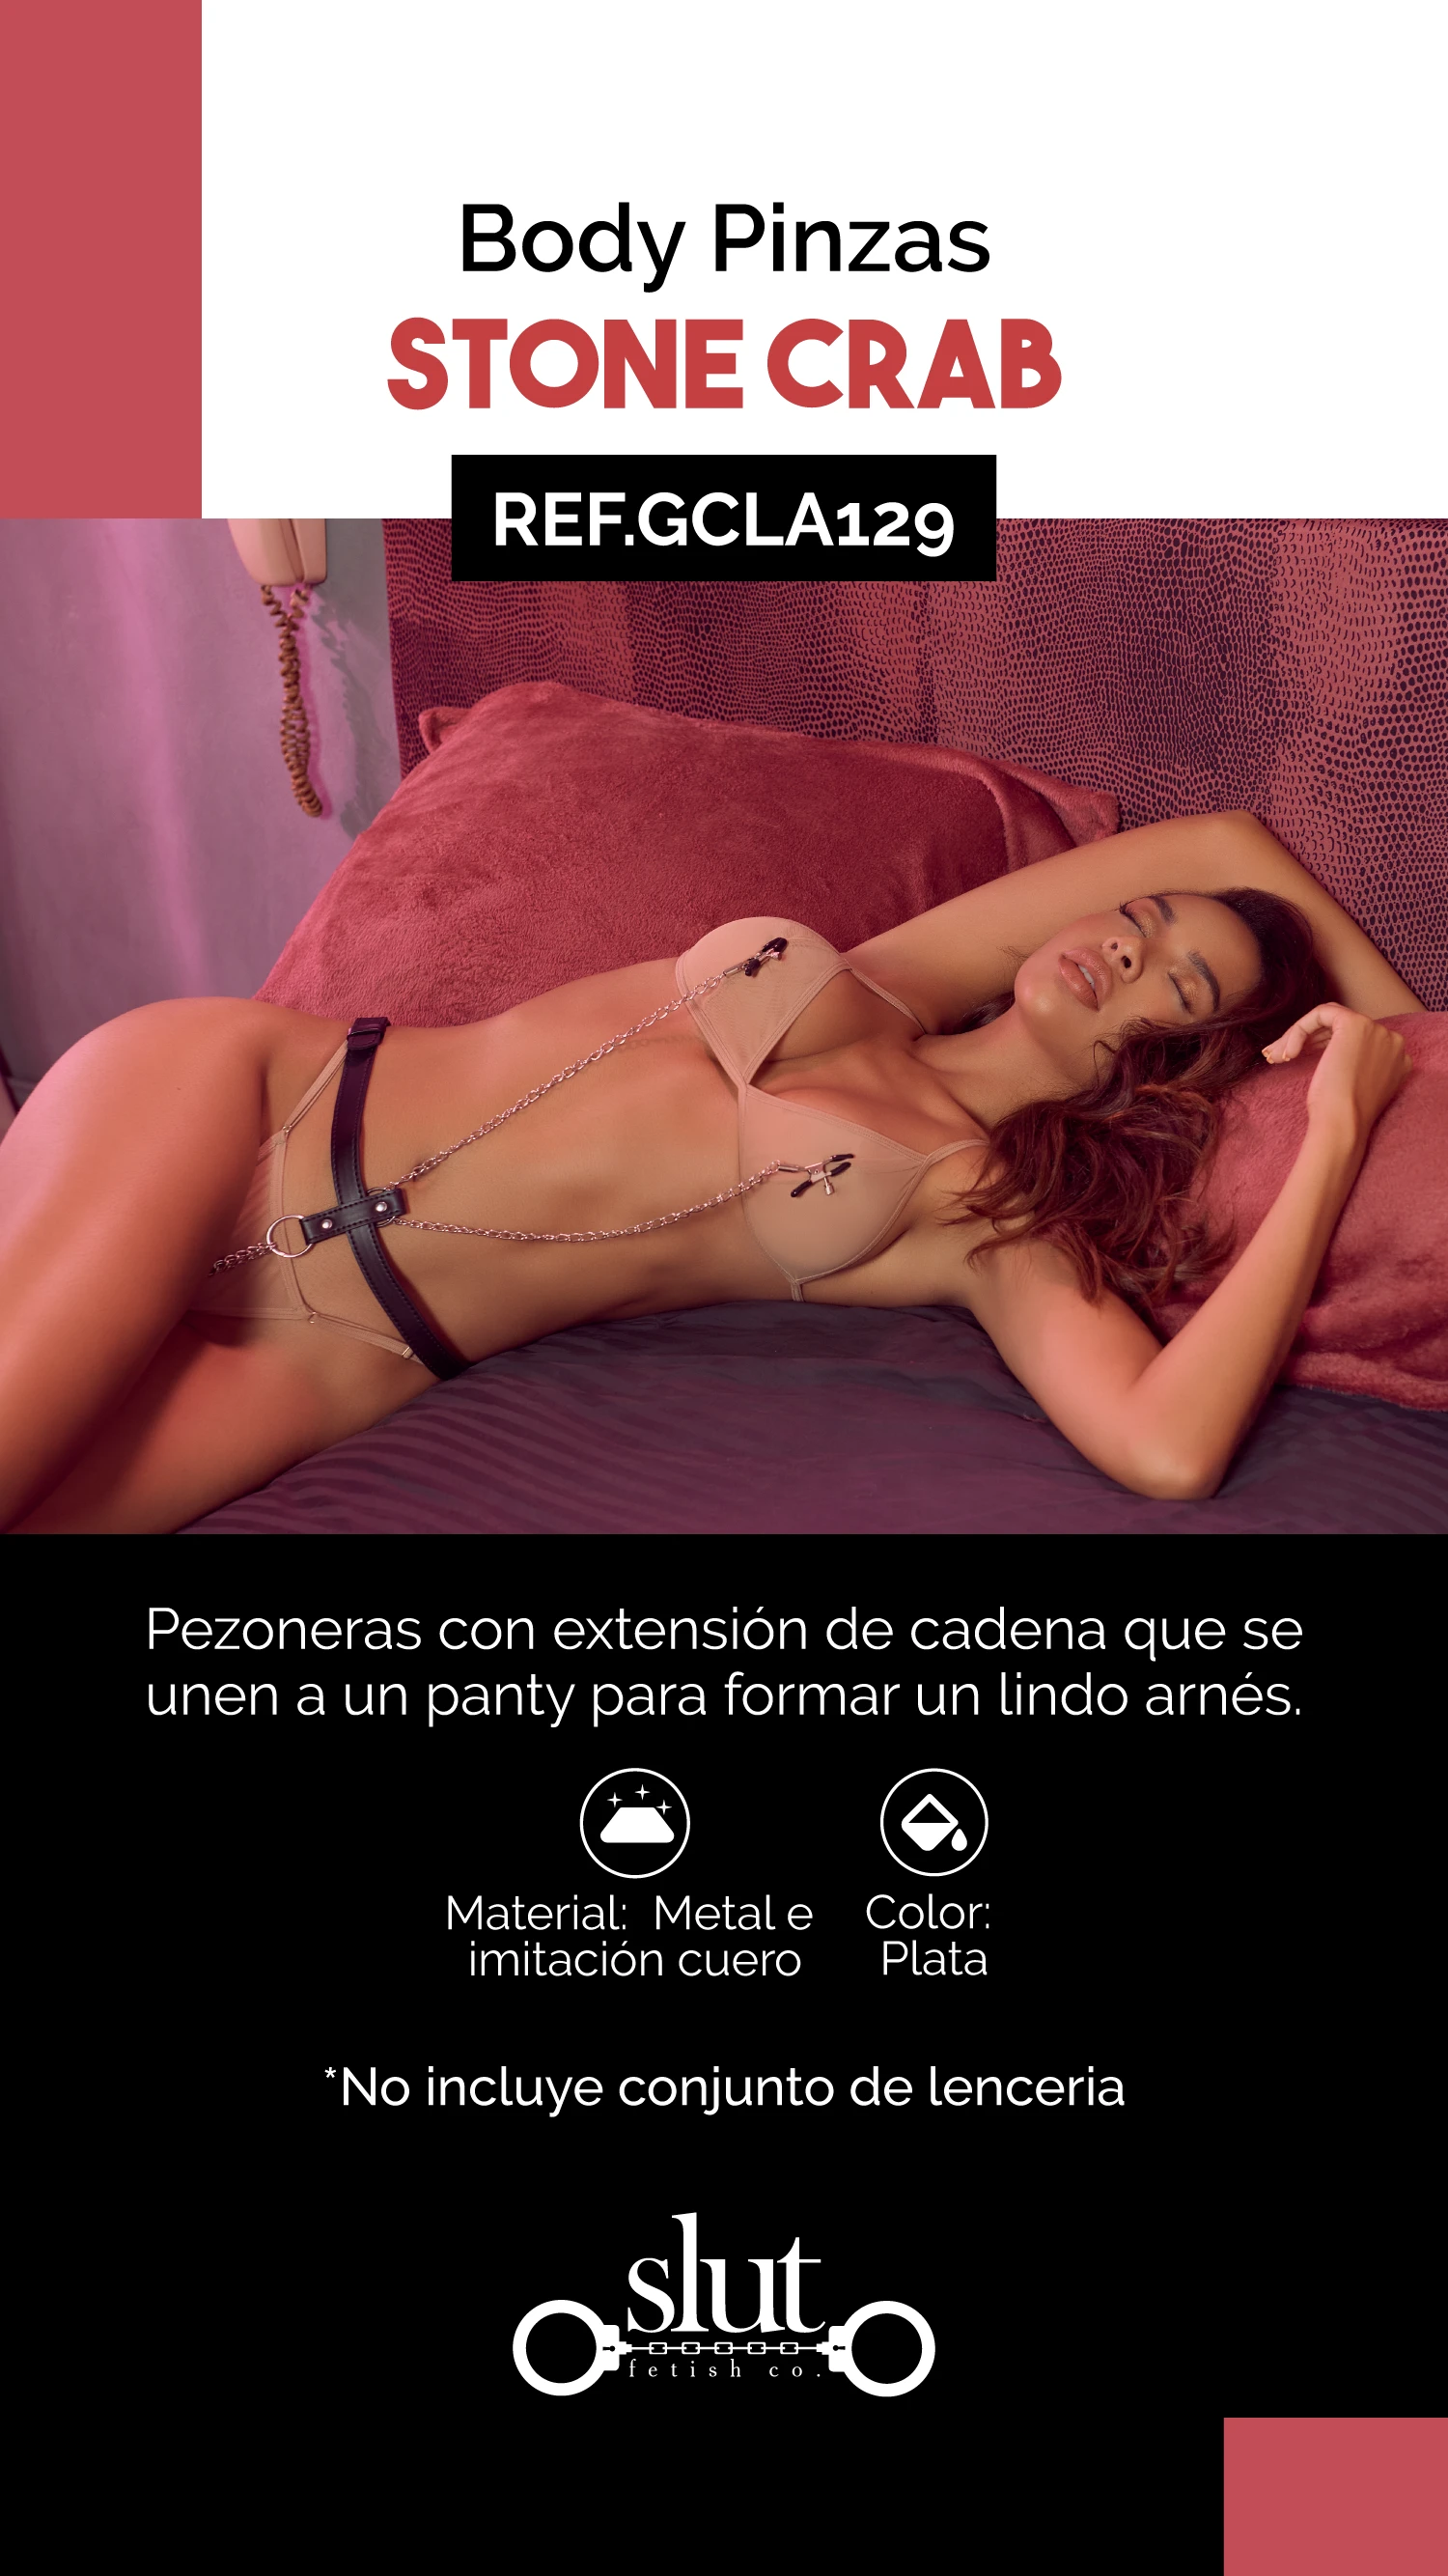 Body Pinzas
STONE CRAB
REF.GCLA129
Pezoneras con extensión de cadena que se
unen a un panty para formar un lindo arnés.
Material: Metal e
imitación cuero
Color:
Plata
*No incluye conjunto de lenceria
slut
fetish co.